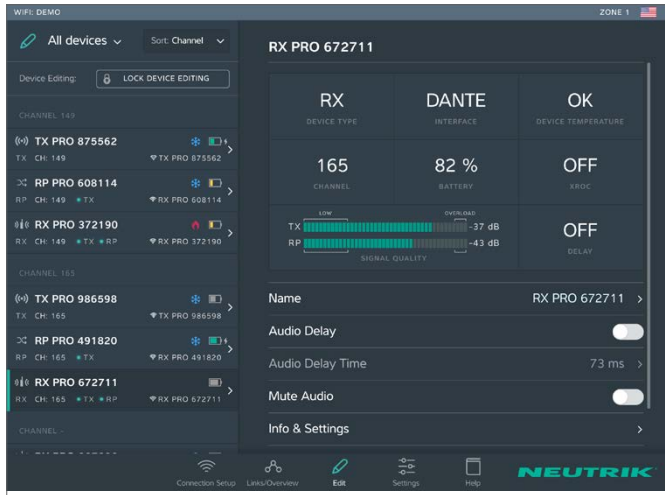 WIFI: DEMO
ZONE 1
All devices
Sort: Channel
Device Editing:
LOCK DEVICE EDITING
CHANNEL 149
TX PRO 875562
TX CH: 149 TX PRO 875562
RP PRO 608114
RP CH: 149 TX RX PRO 608114
RX PRO 372190
RX CH: 149 TX RP RX PRO 372190
CHANNEL 165
TX PRO 986598
TX CH: 165 TX PRO 986598
RP PRO 491820
RP CH: 165 TX RX PRO 491820
RX PRO 672711
RX CH: 165 TX RP RX PRO 672711
CHANNEL -
RX PRO 672711
RX
DEVICE TYPE
DANTE
INTERFACE
OK
DEVICE TEMPERATURE
165
CHANNEL
82 %
BATTERY
OFF
XROC
LOW OVERLOAD
TX -37 dB
RP -43 dB
SIGNAL QUALITY
OFF
DELAY
Name RX PRO 672711
Audio Delay
Audio Delay Time 73 ms
Mute Audio
Info & Settings
Connection Setup
Links/Overview
Edit
Settings
Help
NEUTRIK